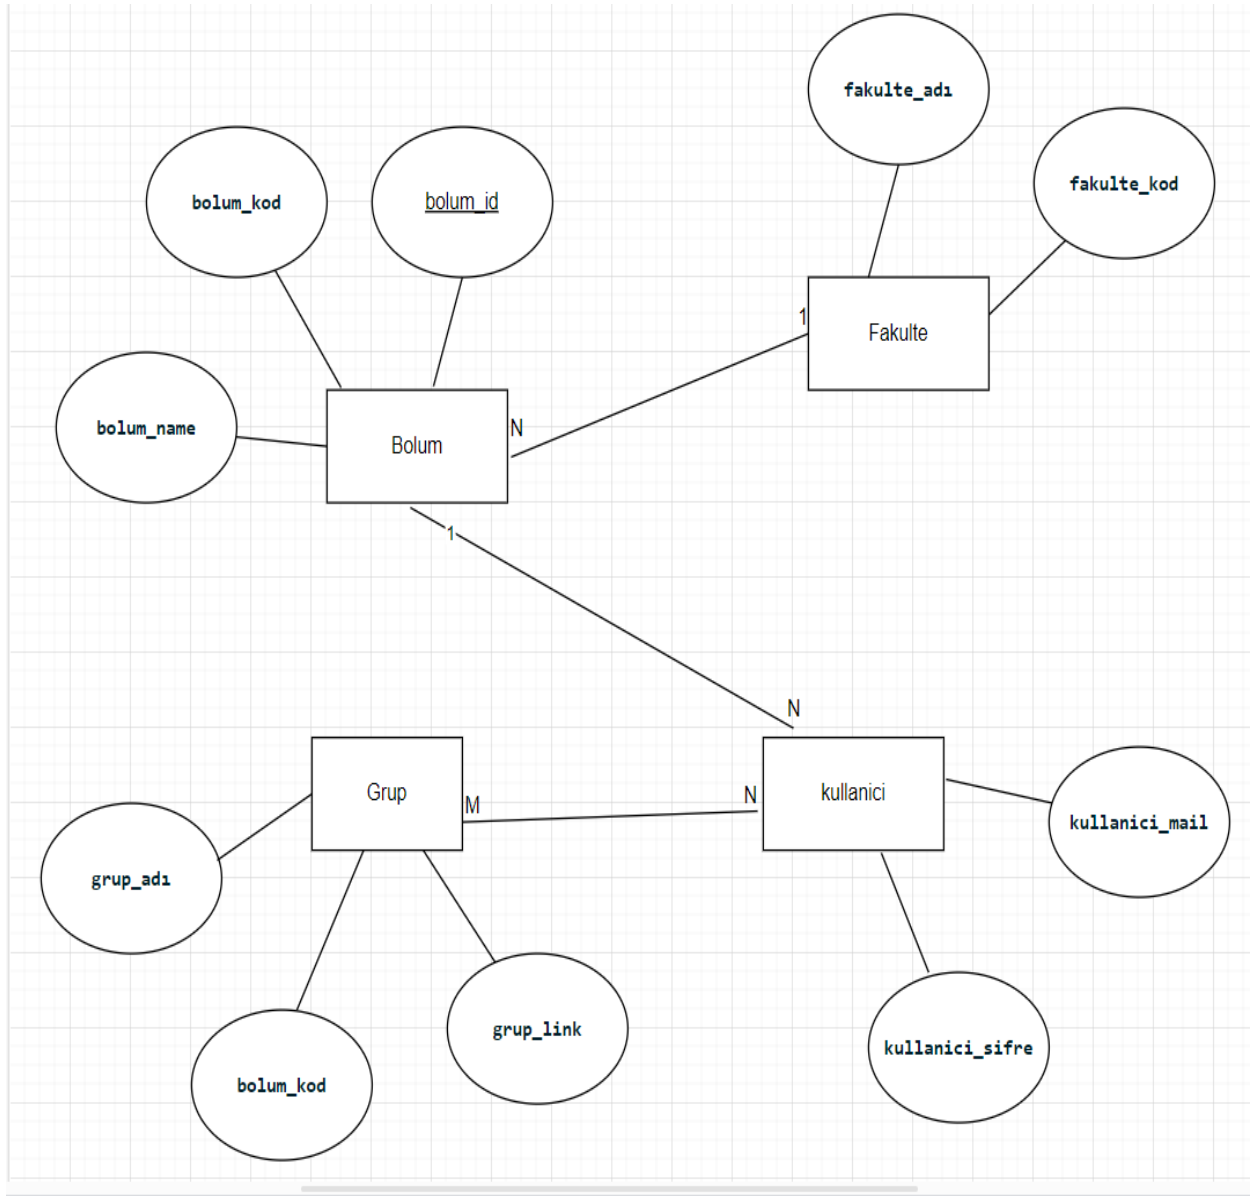 fakulte_adı
fakulte_kod
bolum_kod
bolum_id
Fakulte
1
bolum_name
Bolum
N
1
N
Grup
M
N
kullanici
kullanici_mail
grup_adı
grup_link
kullanici_sifre
bolum_kod